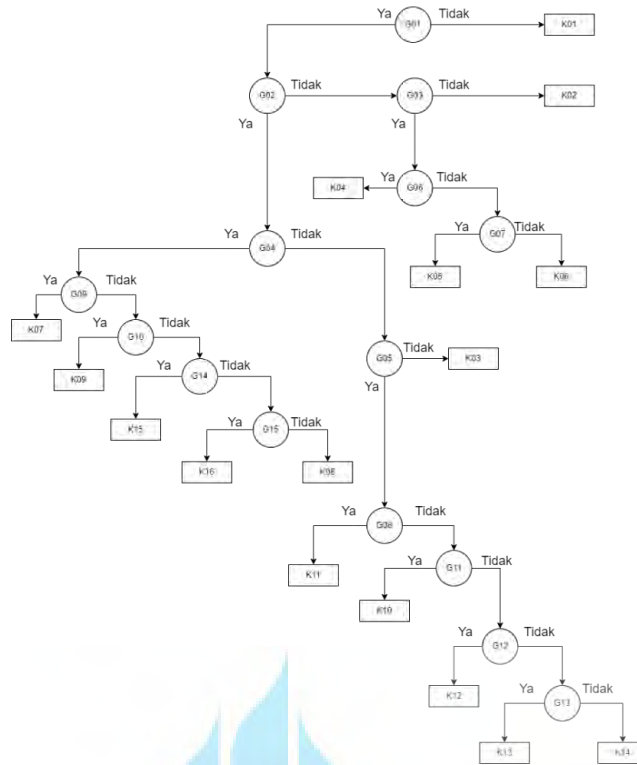 Ya G01 Tidak K01
G02 Tidak G03 Tidak K02
Ya Ya
K04 Ya G06 Tidak
Ya G04 Tidak Ya G07 Tidak
K05 K06
Ya G09 Tidak
K07 Ya G10 Tidak
G05 Tidak K03
K09 Ya G14 Tidak Ya
K15 Ya G15 Tidak
K16 K08
Ya G08 Tidak
K11 Ya G11 Tidak
K10
Ya G12 Tidak
K12 Ya G13 Tidak
K13 K14